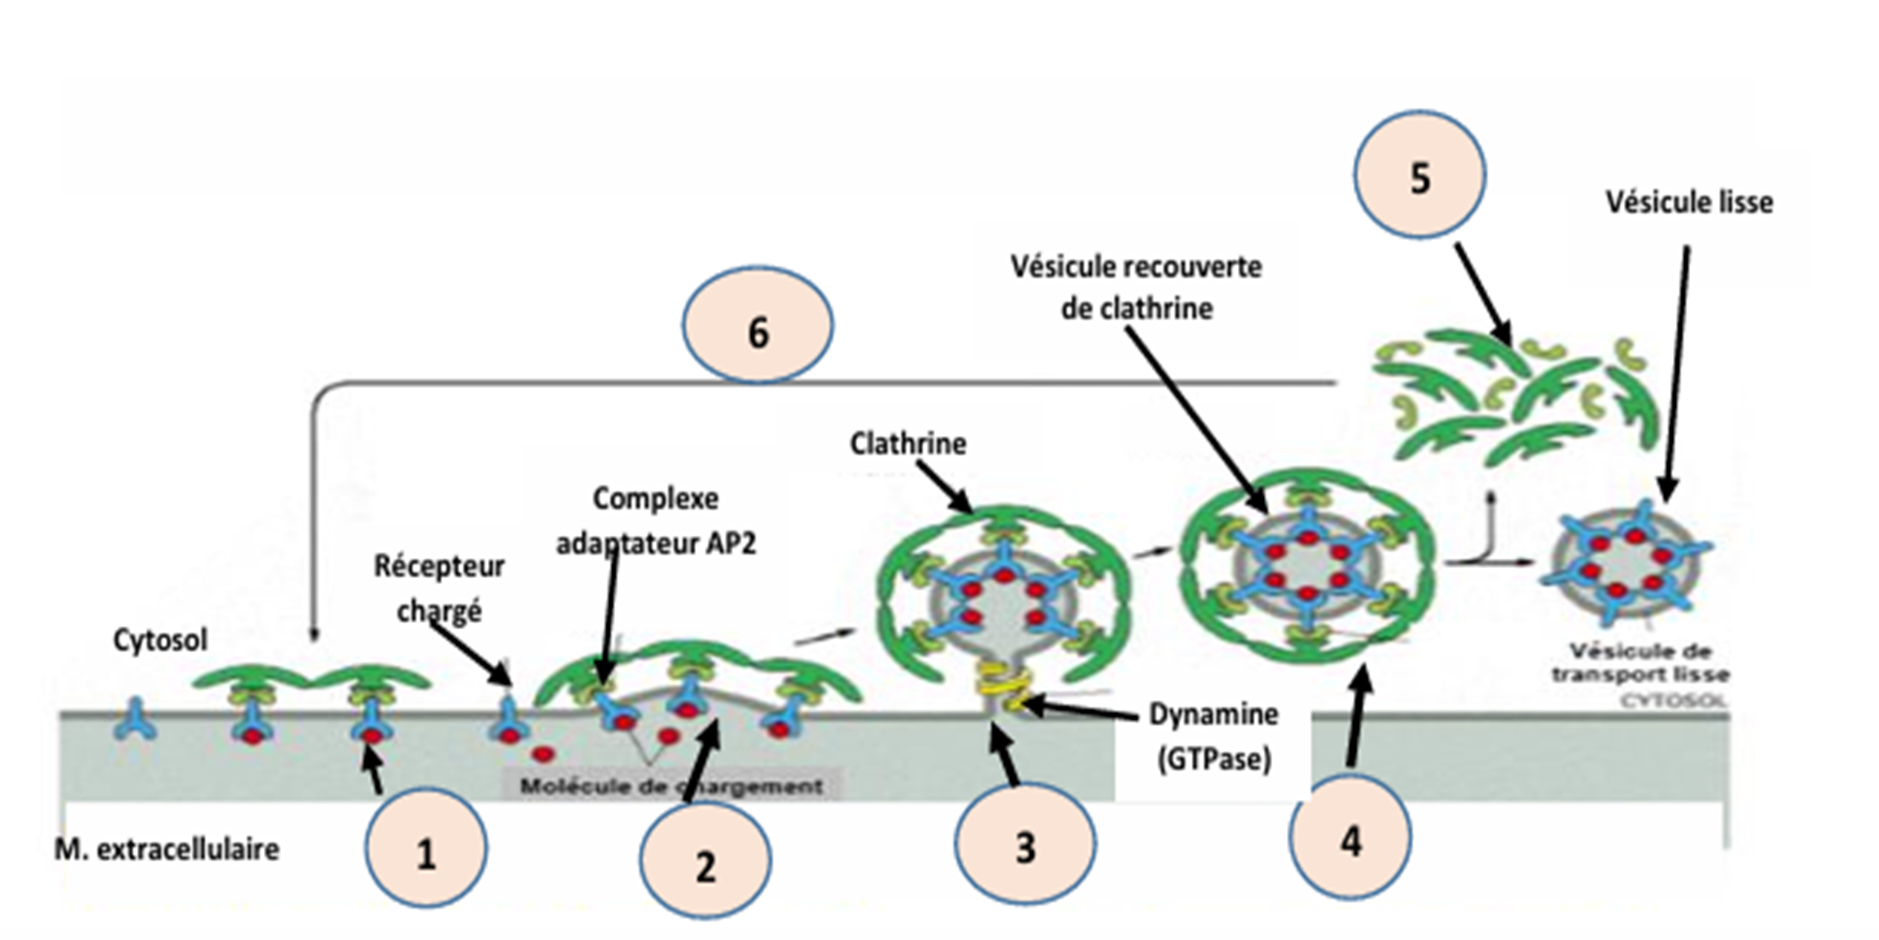 5
Vésicule lisse
Vésicule recouverte
de clathrine
6
Clathrine
Complexe
adaptateur AP2
Récepteur
chargé
Cytosol
Vésicule de
transport lisse
CYTOSOL
Dynamine
(GTPase)
Molécule de chargement
M. extracellulaire
1
2
3
4